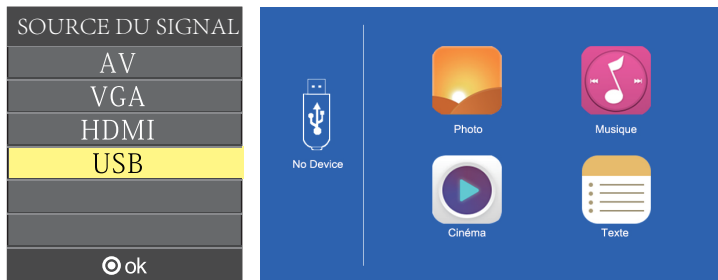 SOURCE DU SIGNAL
AV
VGA
HDMI
USB
ok
No Device
Photo
Musique
Cinéma
Texte